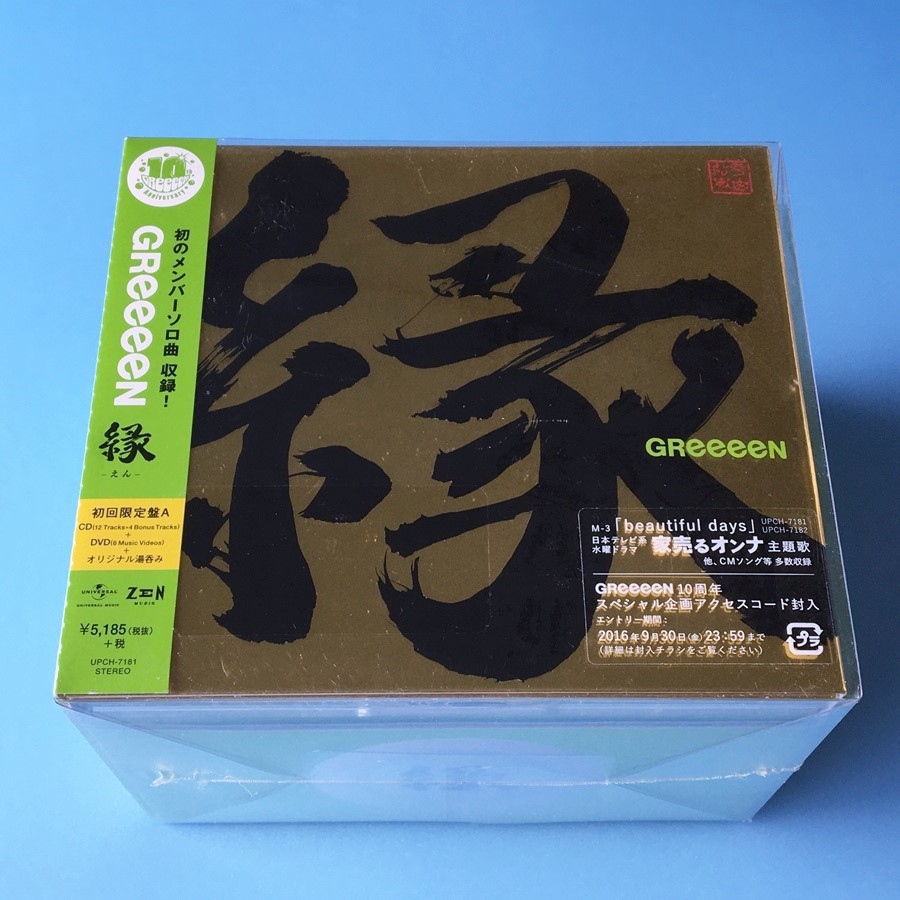 10
GReeeeN
Anniversary
GReeeeN
初のメンバーソロ曲 収録！
縁
-えん-
初回限定盤A
CD(12 Tracks+4 Bonus Tracks)
+
DVD(6 Music Videos)
+
オリジナル湯呑み
UNIVERSAL
UNIVERSAL MUSIC
ZEN
MUSIC
¥5,185(税抜)
+税
UPCH-7181
STEREO
縁
GReeeeN
M-3「beautiful days」UPCH-7181
UPCH-7182
日本テレビ系
水曜ドラマ 家売るオンナ 主題歌
他、CMソング等 多数収録
GReeeeN 10周年
スペシャル企画アクセスコード封入
エントリー期間：
2016年9月30日(金)23:59まで
(詳細は封入チラシをご覧ください)